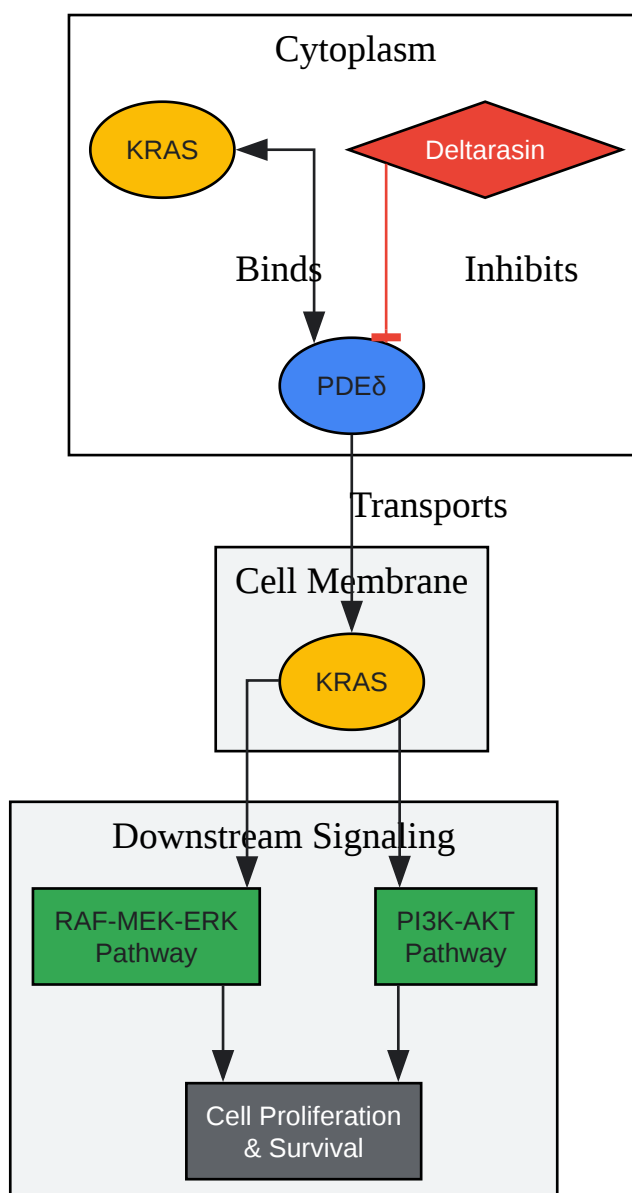 Cytoplasm
KRAS
Deltarasin
Binds
Inhibits
PDEδ
Transports
Cell Membrane
KRAS
Downstream Signaling
RAF-MEK-ERK
Pathway
PI3K-AKT
Pathway
Cell Proliferation
& Survival